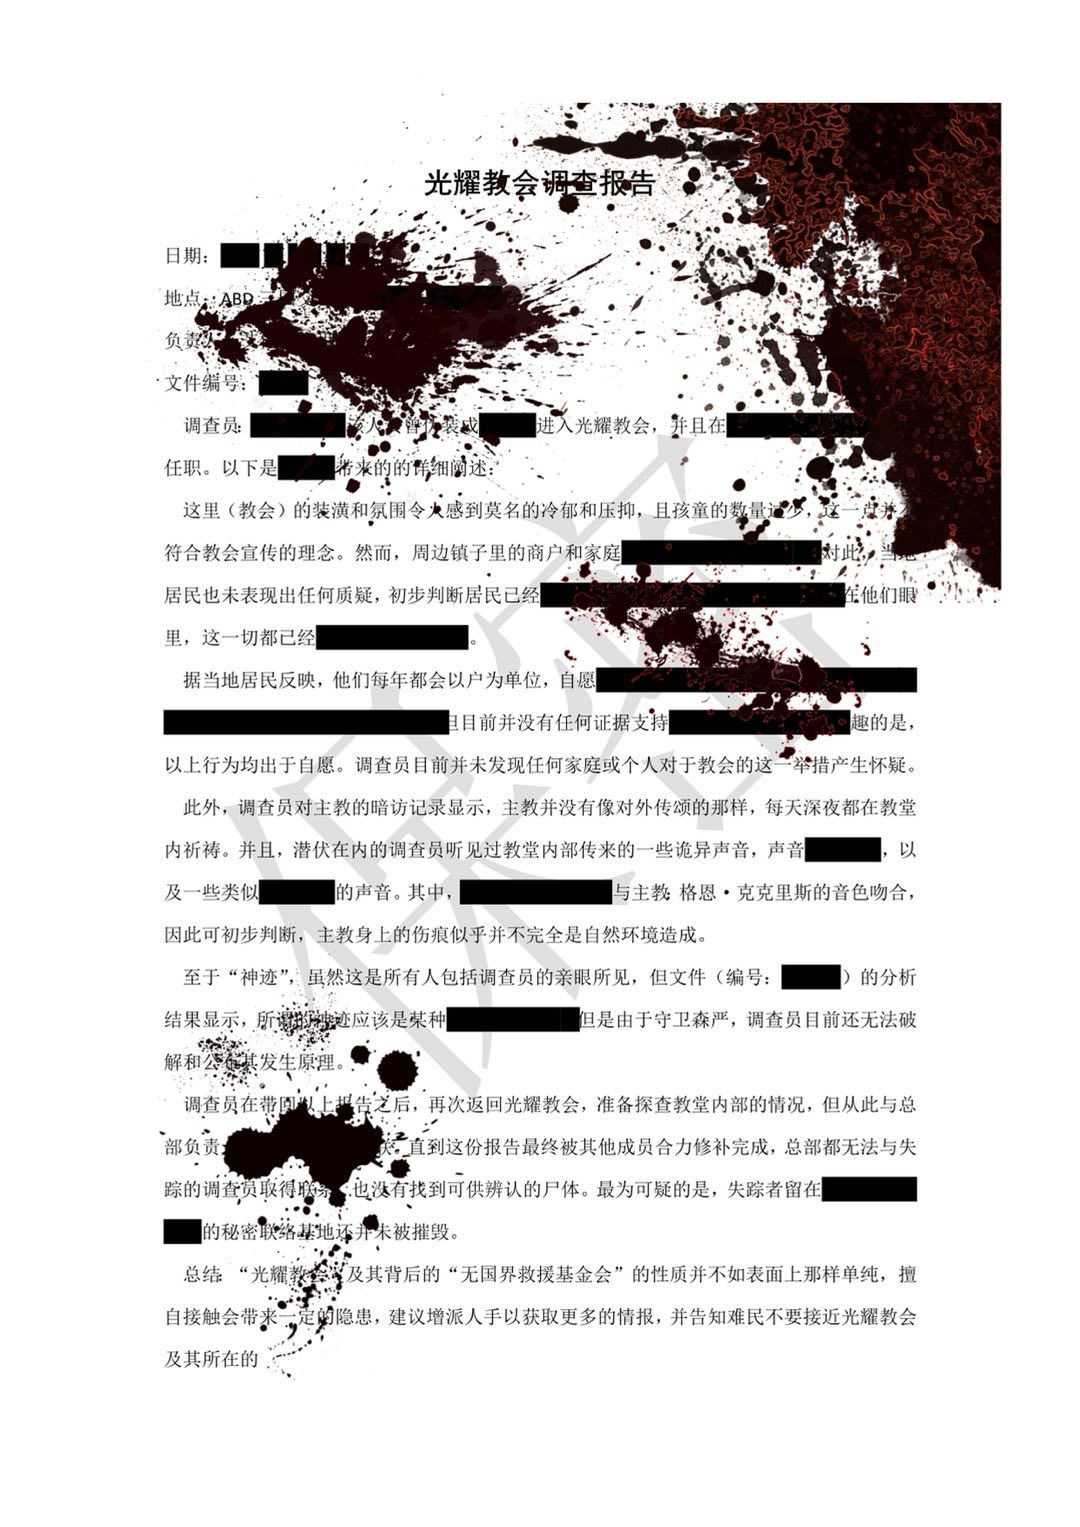 光耀教会调查报告
日期：
地点：ABD
负责
文件编号：
调查员：人 进入光耀教会，并且在
任职。以下是 带来的的详细阐述：
这里（教会）的装潢和氛围令人感到莫名的冷郁和压抑，且孩童的数量过少，这一点并不
符合教会宣传的理念。然而，周边镇子里的商户和家庭 对此，当地
居民也未表现出任何质疑，初步判断居民已经 在他们眼
里，这一切都已经 。
据当地居民反映，他们每年都会以户为单位，自愿
但目前并没有任何证据支持 趣的是，
以上行为均出于自愿。调查员目前并未发现任何家庭或个人对于教会的这一举措产生怀疑。
此外，调查员对主教的暗访记录显示，主教并没有像对外传颂的那样，每天深夜都在教堂
内祈祷。并且，潜伏在内的调查员听见过教堂内部传来的一些诡异声音，声音 ，以
及一些类似 的声音。其中， 与主教：格恩·克克里斯的音色吻合，
因此可初步判断，主教身上的伤痕似乎并不完全是自然环境造成。
至于“神迹”，虽然这是所有人包括调查员的亲眼所见，但文件（编号： ）的分析
结果显示，所谓的神迹应该是某种 但是由于守卫森严，调查员目前还无法破
解和公布其发生原理。
调查员在带回以上报告之后，再次返回光耀教会，准备探查教堂内部的情况，但从此与总
部负责 。直到这份报告最终被其他成员合力修补完成，总部都无法与失
踪的调查员取得联系，也没有找到可供辨认的尸体。最为可疑的是，失踪者留在
的秘密联络基地还并未被摧毁。
总结：“光耀教会”及其背后的“无国界救援基金会”的性质并不如表面上那样单纯，擅
自接触会带来一定的隐患，建议增派人手以获取更多的情报，并告知难民不要接近光耀教会
及其所在的
保密